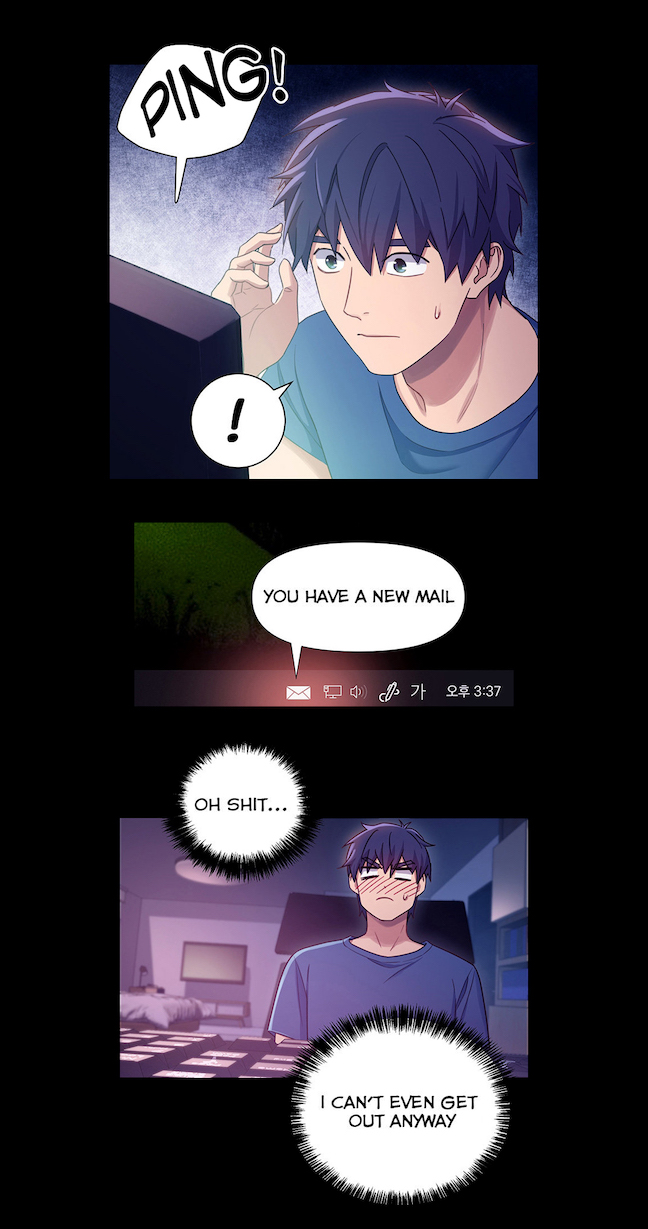 PING!
!
YOU HAVE A NEW MAIL
가 오후 3:37
OH SHIT...
I CAN'T EVEN GET
OUT ANYWAY